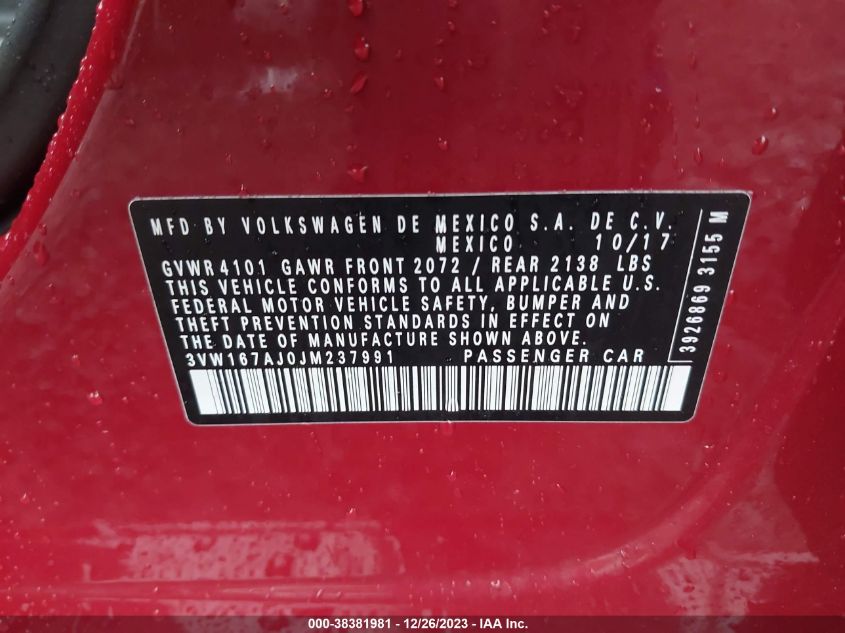 MFD BY VOLKSWAGEN DE MEXICO S.A. DE C.V.
MEXICO 10/17
GVWR 4101 GAWR FRONT 2072 / REAR 2138 LBS
THIS VEHICLE CONFORMS TO ALL APPLICABLE U.S.
FEDERAL MOTOR VEHICLE SAFETY, BUMPER AND
THEFT PREVENTION STANDARDS IN EFFECT ON
THE DATE OF MANUFACTURE SHOWN ABOVE.
3VW167AJ0JM237991 PASSENGER CAR
3926869 3155 M
000-38381981 - 12/26/2023 - IAA Inc.